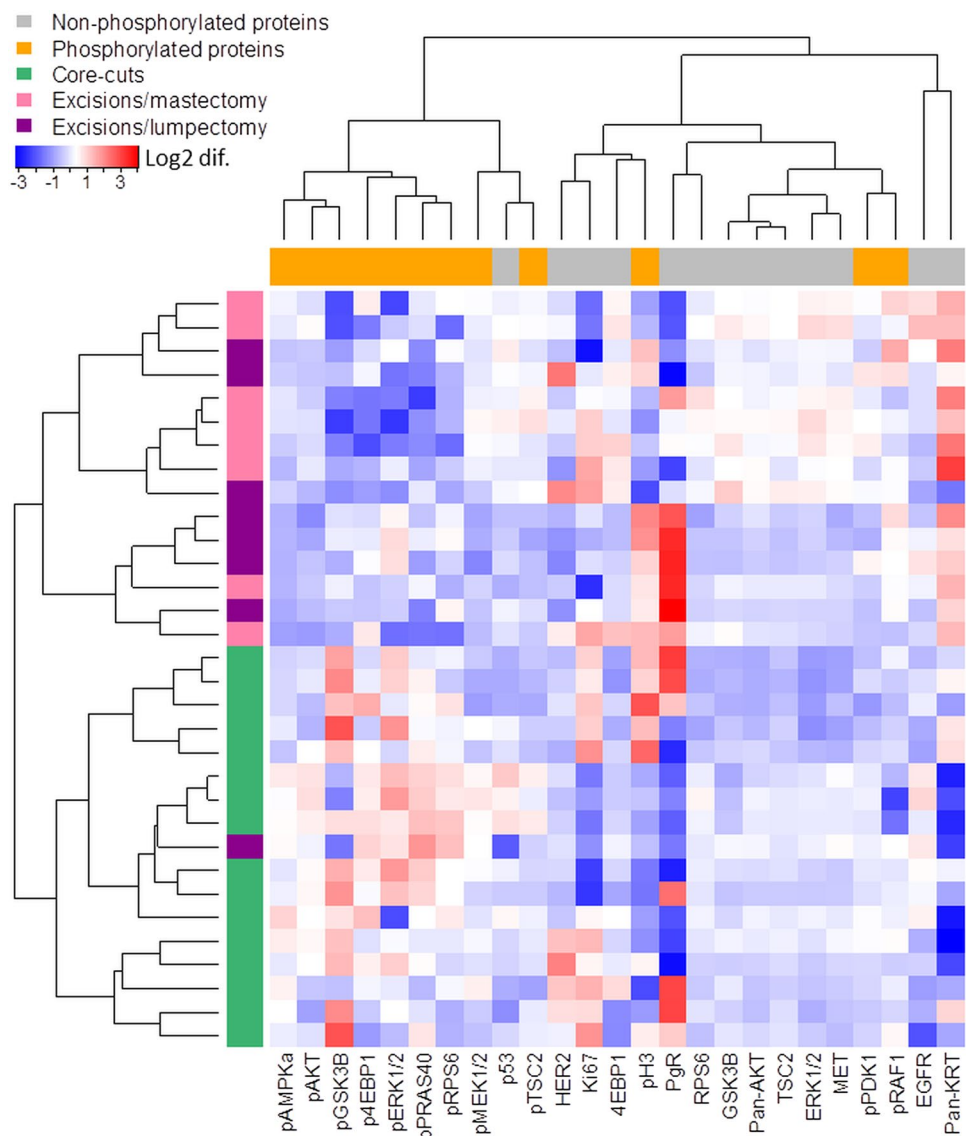 Non-phosphorylated proteins
Phosphorylated proteins
Core-cuts
Excisions/mastectomy
Excisions/lumpectomy
Log2 dif.
-3 -1 1 3
pAMPKa
pAKT
pGSK3B
p4EBP1
pERK1/2
pPRAS40
pRPS6
pMEK1/2
p53
pTSC2
HER2
Ki67
4EBP1
pH3
PgR
RPS6
GSK3B
Pan-AKT
TSC2
ERK1/2
MET
pPDK1
pRAF1
EGFR
Pan-KRT